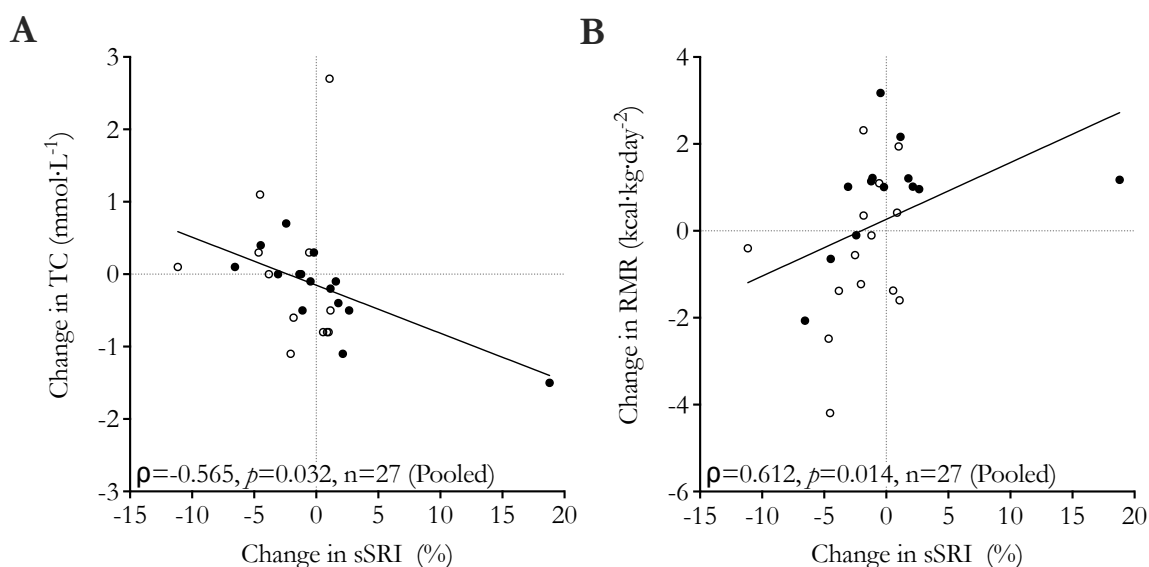 A
Change in TC (mmol·L⁻¹)
3
2
1
0
-1
-2
-3
ρ=-0.565, p=0.032, n=27 (Pooled)
-15 -10 -5 0 5 10 15 20
Change in sSRI (%)
B
Change in RMR (kcal·kg·day⁻²)
4
2
0
-2
-4
-6
ρ=0.612, p=0.014, n=27 (Pooled)
-15 -10 -5 0 5 10 15 20
Change in sSRI (%)